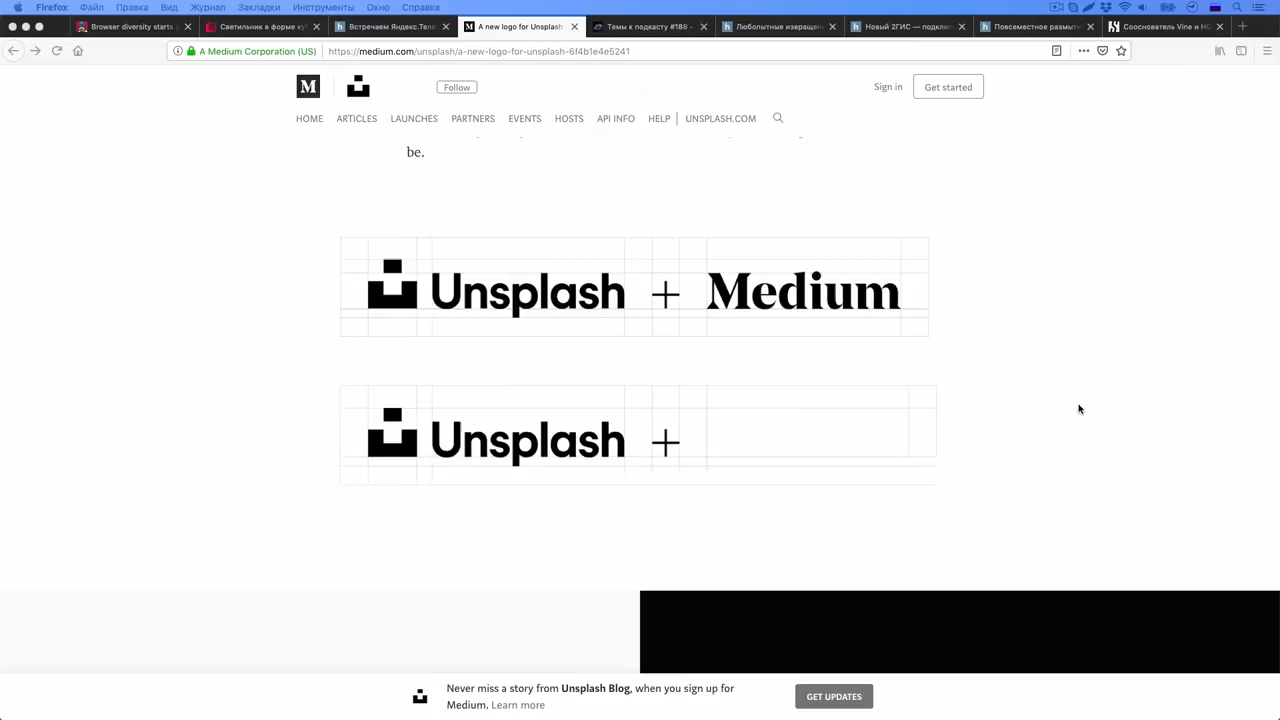 Firefox Файл Правка Вид Журнал Закладки Инструменты Окно Справка
Browser diversity starts Светильник в форме ку Встречаем Яндекс.Теле A new logo for Unsplash Темы к подкасту #188 – Любопытные извращен Новый 2ГИС — подклю Повсеместное размыти Сооснователь Vine и HQ
A Medium Corporation (US) https://medium.com/unsplash/a-new-logo-for-unsplash-6f4b1e4e5241
M Follow Sign in Get started
HOME ARTICLES LAUNCHES PARTNERS EVENTS HOSTS API INFO HELP UNSPLASH.COM
be.
Unsplash + Medium
Unsplash +
Never miss a story from Unsplash Blog, when you sign up for
Medium. Learn more
GET UPDATES